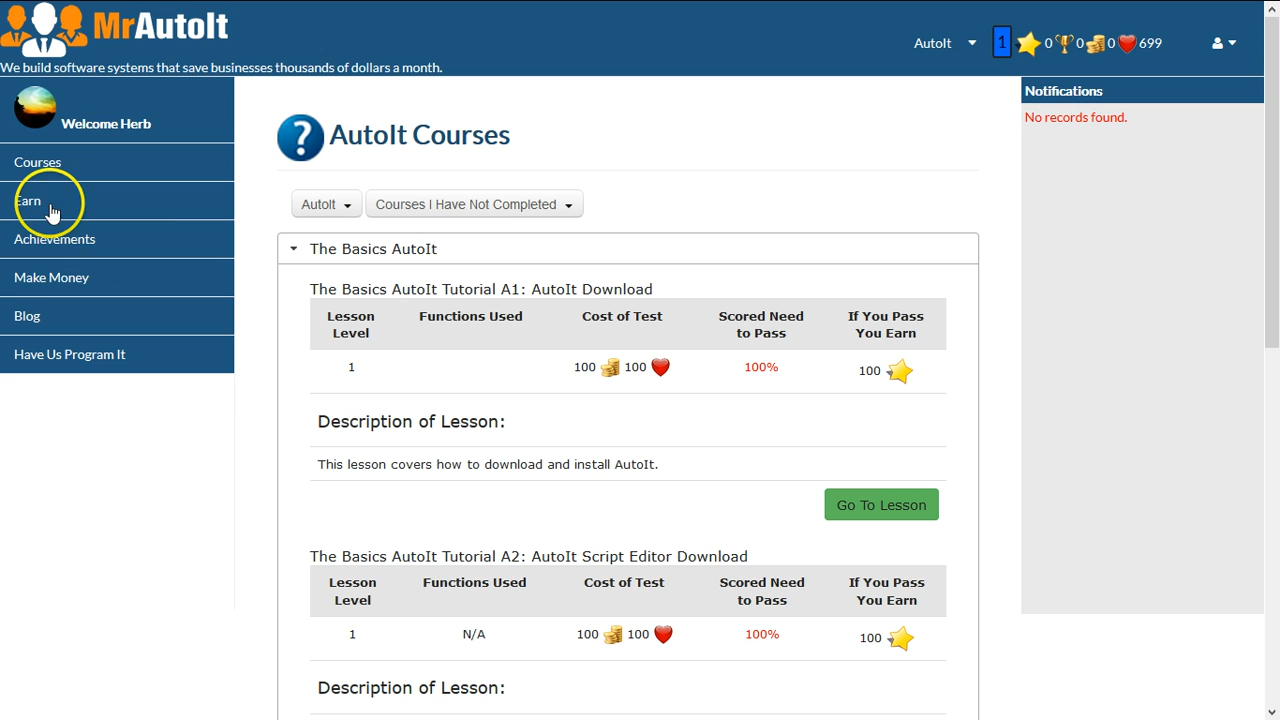 MrAutoIt
We build software systems that save businesses thousands of dollars a month.
AutoIt
1 0 0 0 699
Welcome Herb
Courses
Earn
Achievements
Make Money
Blog
Have Us Program It
AutoIt Courses
AutoIt
Courses I Have Not Completed
The Basics AutoIt
The Basics AutoIt Tutorial A1: AutoIt Download
Lesson Level Functions Used Cost of Test Scored Need to Pass If You Pass You Earn
1 100 100 100% 100
Description of Lesson:
This lesson covers how to download and install AutoIt.
Go To Lesson
The Basics AutoIt Tutorial A2: AutoIt Script Editor Download
Lesson Level Functions Used Cost of Test Scored Need to Pass If You Pass You Earn
1 N/A 100 100 100% 100
Description of Lesson:
Notifications
No records found.